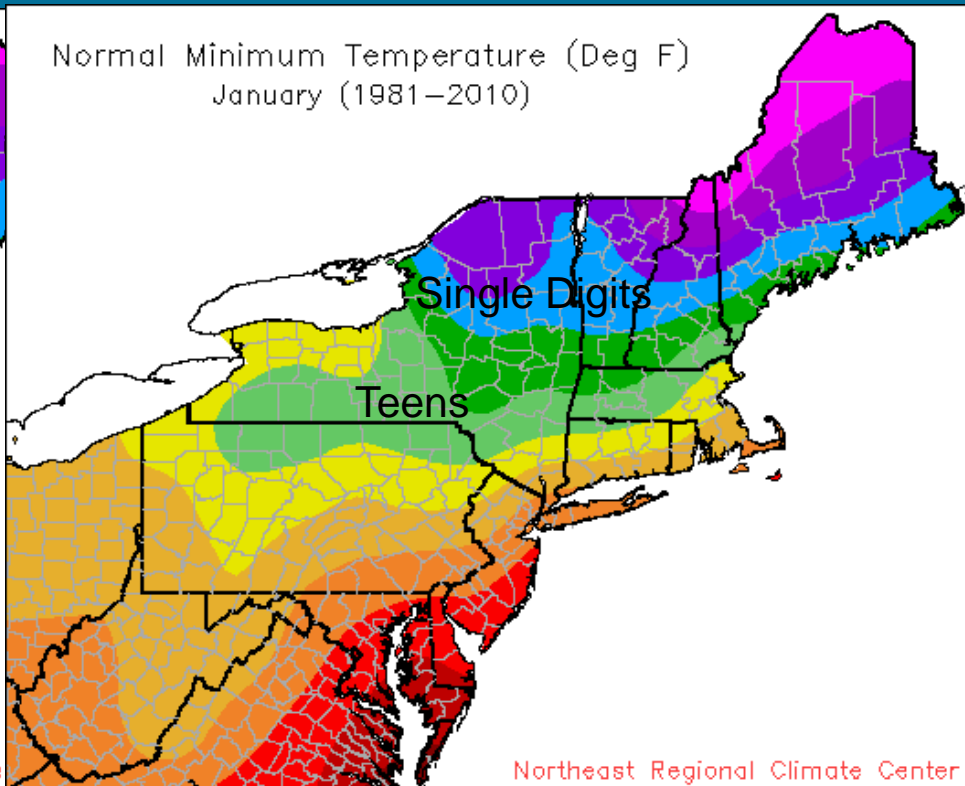 Normal Minimum Temperature (Deg F)
January (1981–2010)
Single Digits
Teens
Northeast Regional Climate Center